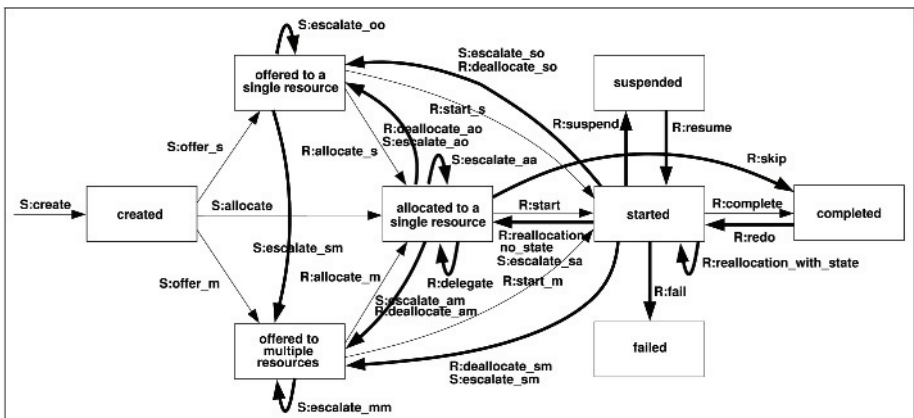 S:escalate_oo
offered to a
single resource
S:escalate_so
R:deallocate_so
suspended
R:start_s
R:suspend
R:resume
R:deallocate_ao
S:escalate_ao
S:offer_s
R:allocate_s
S:escalate_aa
R:skip
S:create
created
S:allocate
allocated to a
single resource
R:start
started
R:complete
completed
R:redo
R:reallocation
no_state
S:escalate_sa
S:escalate_sm
R:reallocation_with_state
S:offer_m
R:allocate_m
R:delegate
R:start_m
R:fail
S:escalate_am
R:deallocate_am
offered to
multiple
resources
failed
R:deallocate_sm
S:escalate_sm
S:escalate_mm